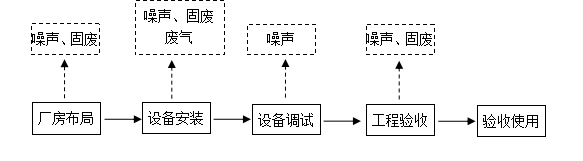 噪声、固废
噪声、固废
废气
噪声
噪声、固废
厂房布局
设备安装
设备调试
工程验收
验收使用